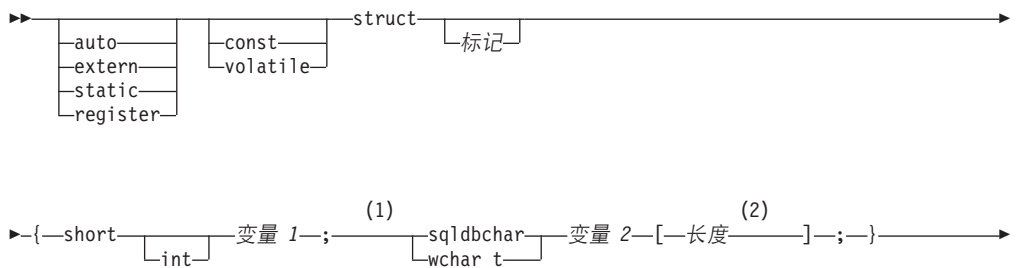 struct
auto const 标记
extern volatile
static
register
(1) (2)
{ short 变量 1 ; sqldbchar 变量 2 [ 长度 ] ; }
int wchar t